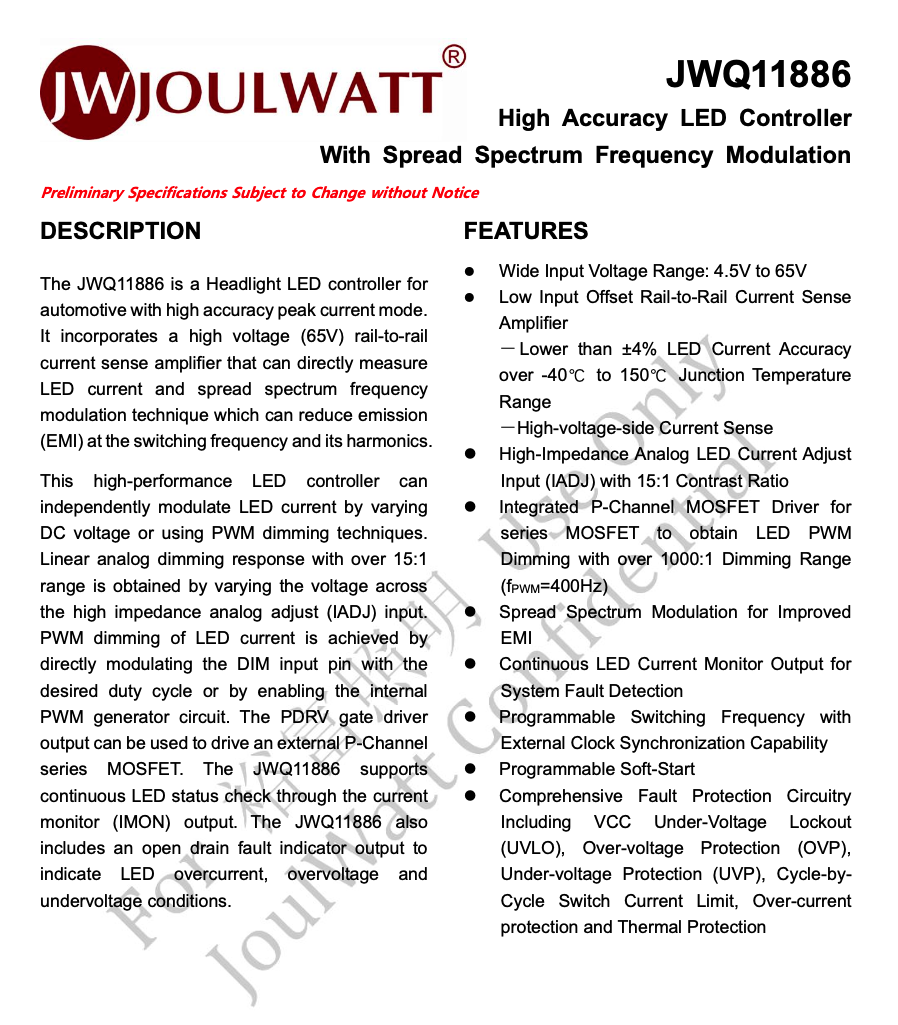 JWJOULWATT®
JWQ11886
High Accuracy LED Controller
With Spread Spectrum Frequency Modulation
Preliminary Specifications Subject to Change without Notice
DESCRIPTION
The JWQ11886 is a Headlight LED controller for
automotive with high accuracy peak current mode.
It incorporates a high voltage (65V) rail-to-rail
current sense amplifier that can directly measure
LED current and spread spectrum frequency
modulation technique which can reduce emission
(EMI) at the switching frequency and its harmonics.
This high-performance LED controller can
independently modulate LED current by varying
DC voltage or using PWM dimming techniques.
Linear analog dimming response with over 15:1
range is obtained by varying the voltage across
the high impedance analog adjust (IADJ) input.
PWM dimming of LED current is achieved by
directly modulating the DIM input pin with the
desired duty cycle or by enabling the internal
PWM generator circuit. The PDRV gate driver
output can be used to drive an external P-Channel
series MOSFET. The JWQ11886 supports
continuous LED status check through the current
monitor (IMON) output. The JWQ11886 also
includes an open drain fault indicator output to
indicate LED overcurrent, overvoltage and
undervoltage conditions.
FEATURES
● Wide Input Voltage Range: 4.5V to 65V
● Low Input Offset Rail-to-Rail Current Sense
Amplifier
－Lower than ±4% LED Current Accuracy
over -40℃ to 150℃ Junction Temperature
Range
－High-voltage-side Current Sense
● High-Impedance Analog LED Current Adjust
Input (IADJ) with 15:1 Contrast Ratio
● Integrated P-Channel MOSFET Driver for
series MOSFET to obtain LED PWM
Dimming with over 1000:1 Dimming Range
(fPWM=400Hz)
● Spread Spectrum Modulation for Improved
EMI
● Continuous LED Current Monitor Output for
System Fault Detection
● Programmable Switching Frequency with
External Clock Synchronization Capability
● Programmable Soft-Start
● Comprehensive Fault Protection Circuitry
Including VCC Under-Voltage Lockout
(UVLO), Over-voltage Protection (OVP),
Under-voltage Protection (UVP), Cycle-by-
Cycle Switch Current Limit, Over-current
protection and Thermal Protection
For 裕富照明 Use Only
JoulWatt Confidential